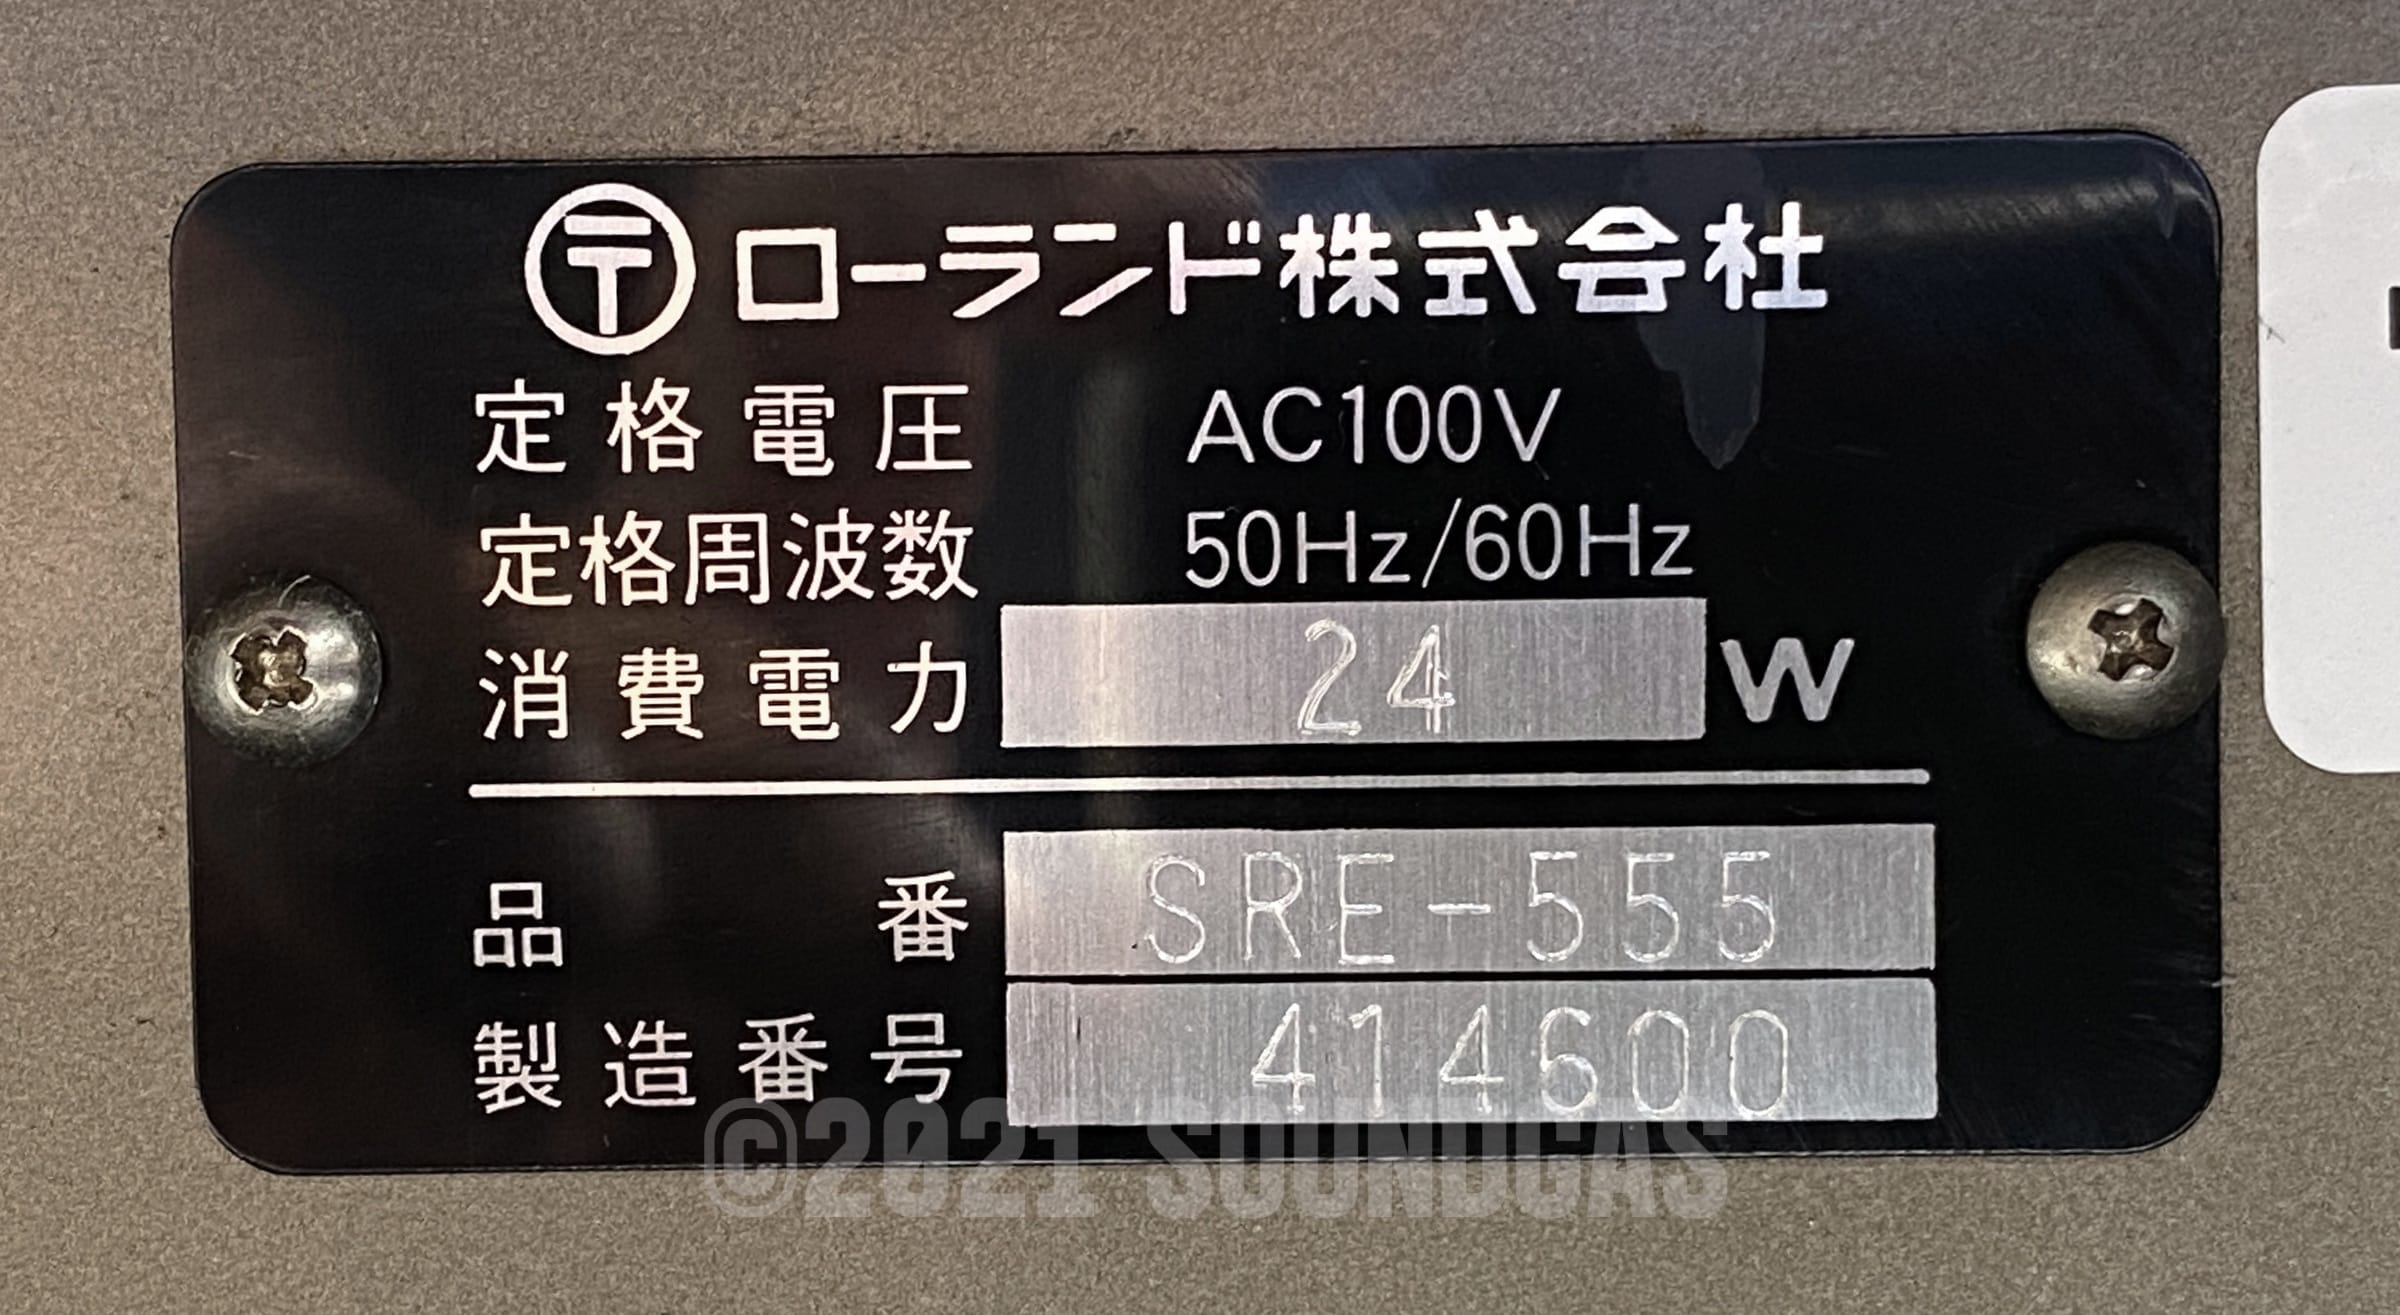 〒 ローランド株式会社
定格電圧 AC100V
定格周波数 50Hz/60Hz
消費電力 24 W
品番 SRE-555
製造番号 414600
©2021 SOUNDGAS